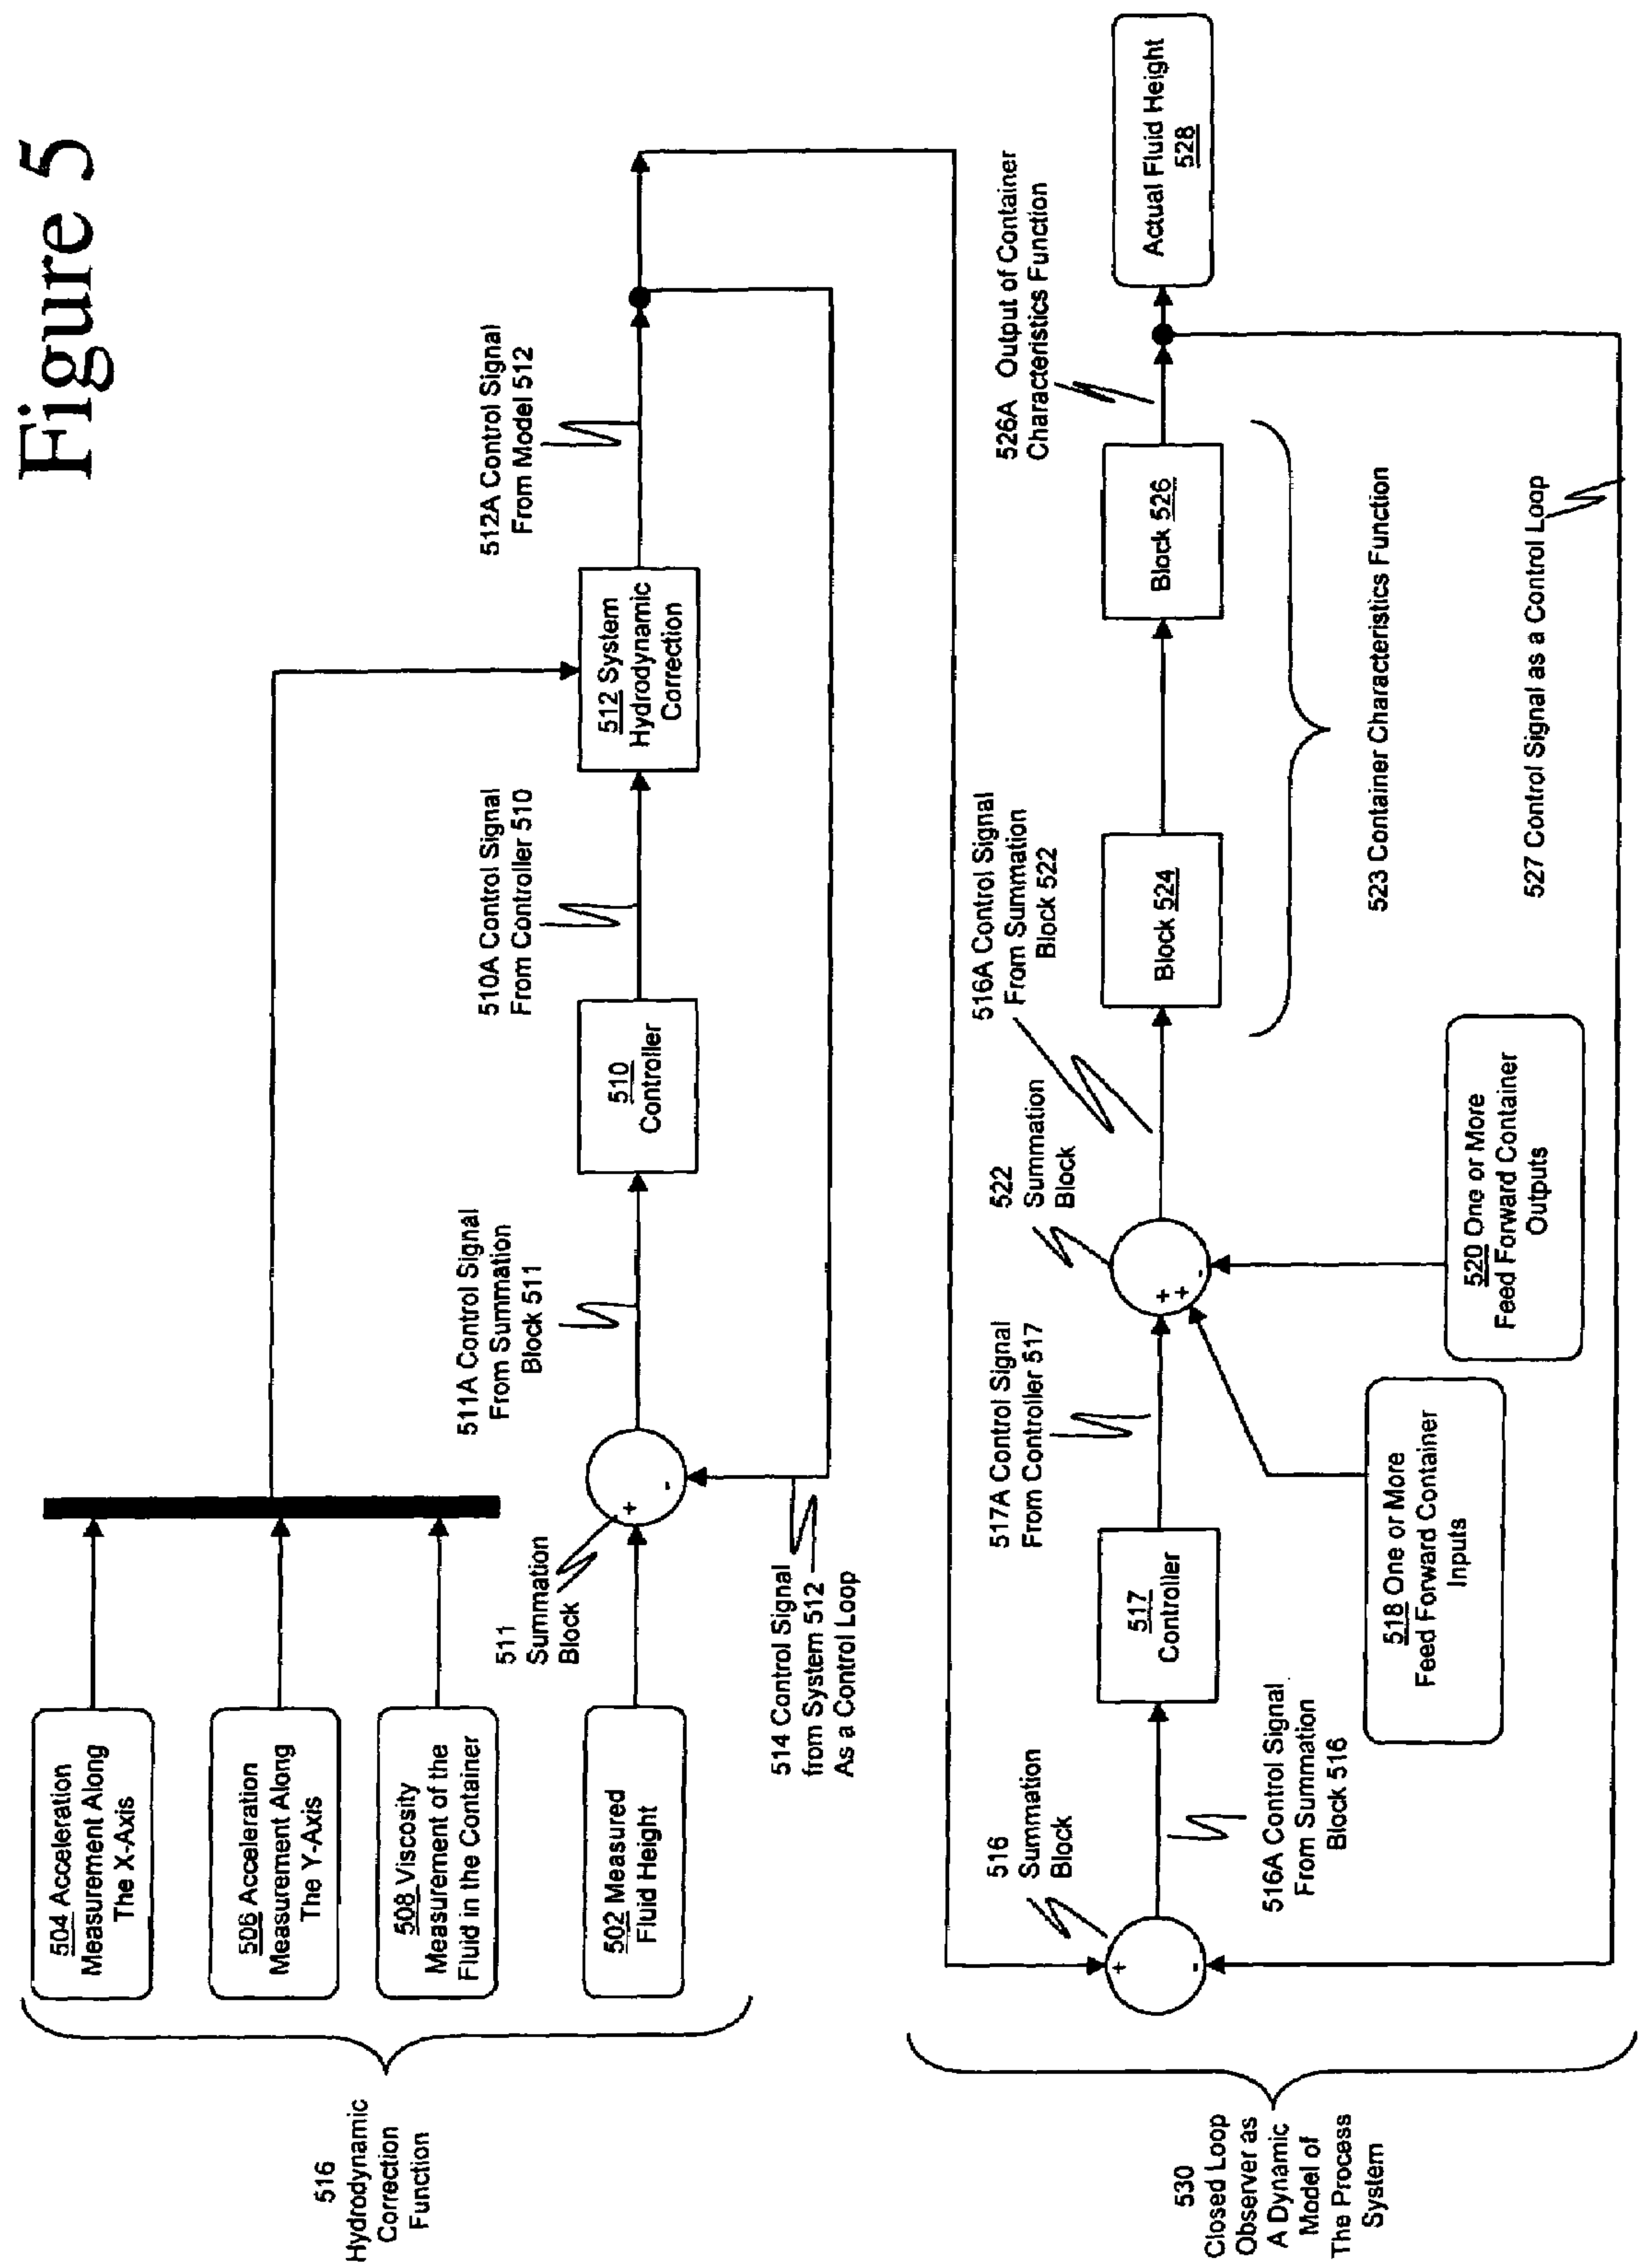 Figure 5
516
Hydrodynamic
Correction
Function
504 Acceleration
Measurement Along
The X-Axis
506 Acceleration
Measurement Along
The Y-Axis
508 Viscosity
Measurement of the
Fluid in the Container
502 Measured
Fluid Height
511
Summation
Block
+
-
514 Control Signal
from System 512
As a Control Loop
511A Control Signal
From Summation
Block 511
510
Controller
510A Control Signal
From Controller 510
512 System
Hydrodynamic
Correction
512A Control Signal
From Model 512
530
Closed Loop
Observer as
A Dynamic
Model of
The Process
System
516
Summation
Block
+
-
516A Control Signal
From Summation
Block 516
517
Controller
517A Control Signal
From Controller 517
518 One or More
Feed Forward Container
Inputs
520 One or More
Feed Forward Container
Outputs
522
Summation
Block
+
+
-
516A Control Signal
From Summation
Block 522
Block 524
Block 526
523 Container Characteristics Function
526A Output of Container
Characteristics Function
527 Control Signal as a Control Loop
Actual Fluid Height
528